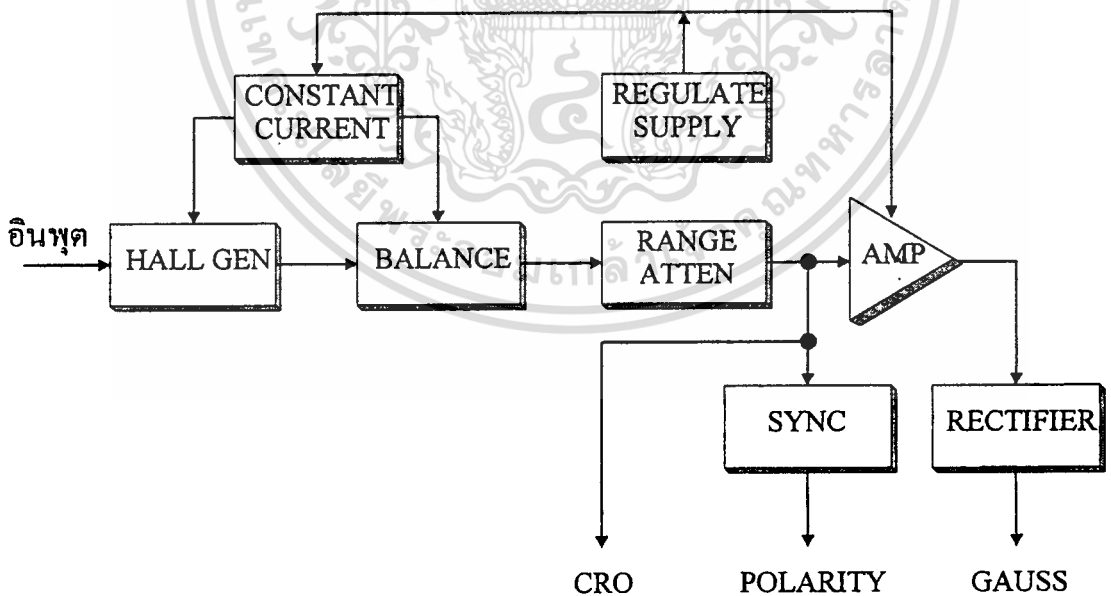 CONSTANT
CURRENT
REGULATE
SUPPLY
อินพุต
HALL GEN
BALANCE
RANGE
ATTEN
AMP
SYNC
RECTIFIER
CRO
POLARITY
GAUSS